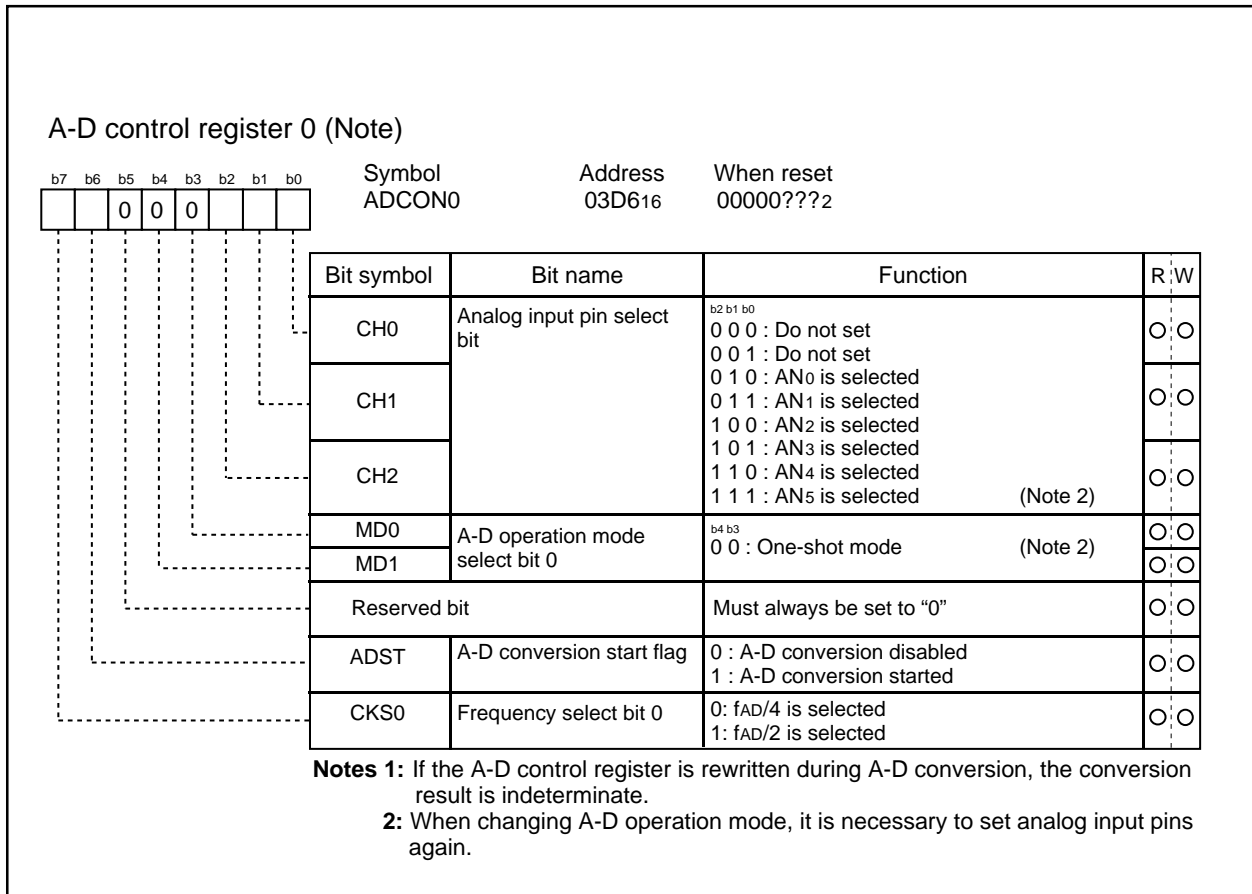 A-D control register 0 (Note)
b7 b6 b5 b4 b3 b2 b1 b0
0 0 0
Symbol Address When reset
ADCON0 03D616 00000???2
Bit symbol Bit name Function R W
CH0 Analog input pin select bit
b2 b1 b0
0 0 0 : Do not set
0 0 1 : Do not set
0 1 0 : AN0 is selected
0 1 1 : AN1 is selected
CH1
1 0 0 : AN2 is selected
1 0 1 : AN3 is selected
CH2
1 1 0 : AN4 is selected
1 1 1 : AN5 is selected (Note 2)
MD0
MD1
A-D operation mode
select bit 0
b4 b3
0 0 : One-shot mode (Note 2)
Reserved bit Must always be set to “0”
ADST A-D conversion start flag 0 : A-D conversion disabled
1 : A-D conversion started
CKS0 Frequency select bit 0 0: fAD/4 is selected
1: fAD/2 is selected
Notes 1: If the A-D control register is rewritten during A-D conversion, the conversion
result is indeterminate.
2: When changing A-D operation mode, it is necessary to set analog input pins
again.